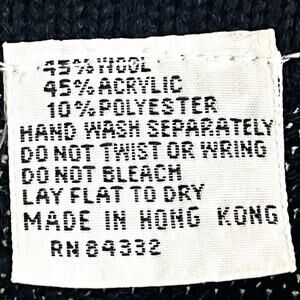 45% WOOL
45% ACRYLIC
10% POLYESTER
HAND WASH SEPARATELY
DO NOT TWIST OR WRING
DO NOT BLEACH
LAY FLAT TO DRY
MADE IN HONG KONG
RN 84332